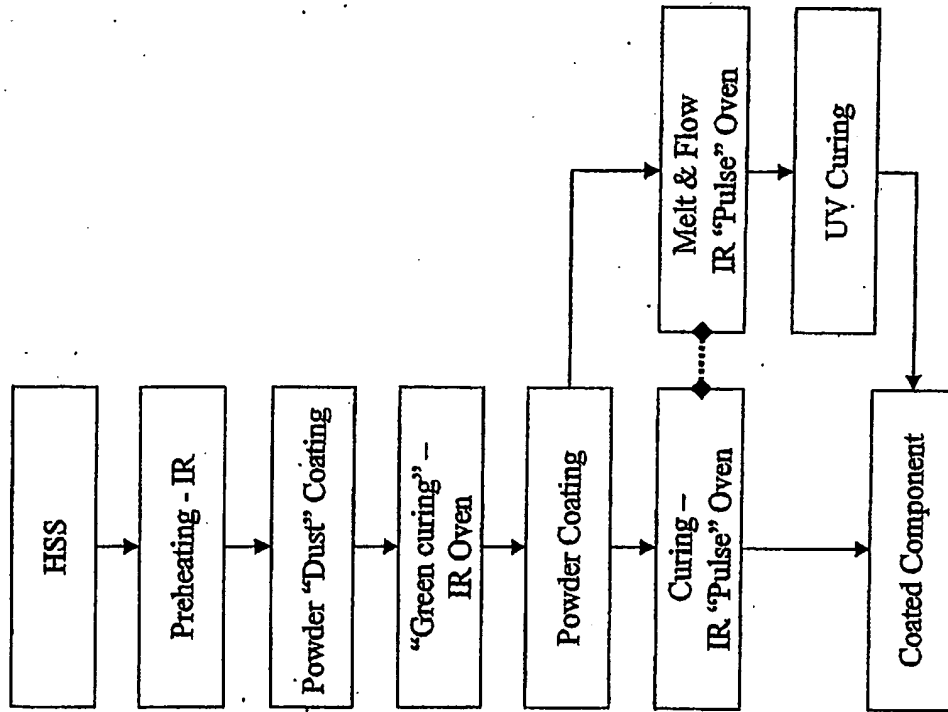 HSS
Preheating - IR
Powder “Dust” Coating
“Green curing” –
IR Oven
Powder Coating
Curing –
IR “Pulse” Oven
Melt & Flow
IR “Pulse” Oven
UV Curing
Coated Component